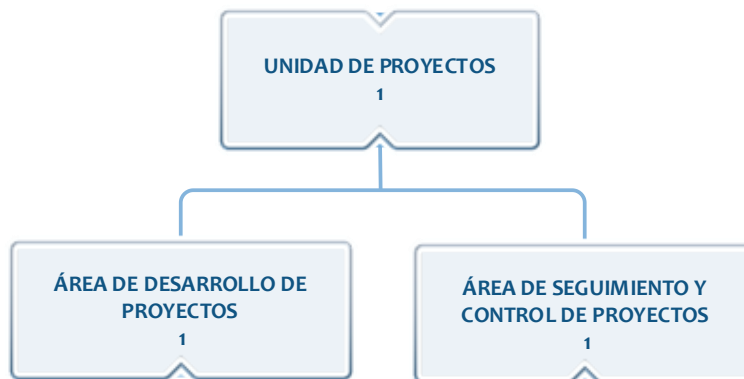 UNIDAD DE PROYECTOS
1
ÁREA DE DESARROLLO DE
PROYECTOS
1
ÁREA DE SEGUIMIENTO Y
CONTROL DE PROYECTOS
1